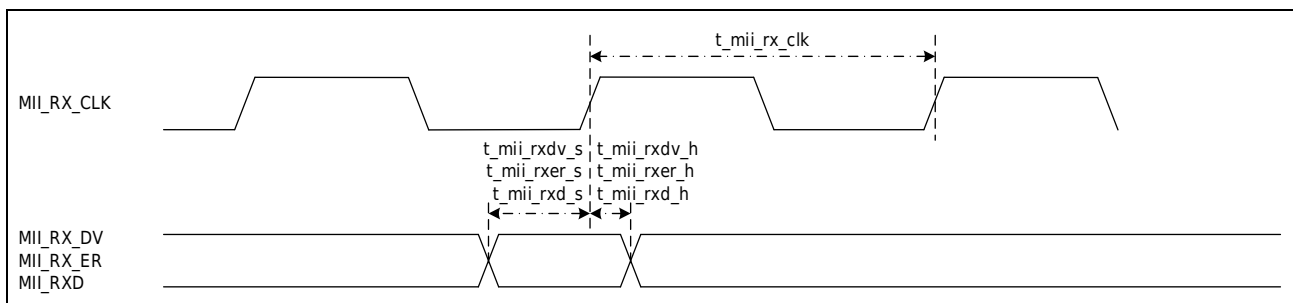 t_mii_rx_clk
MII_RX_CLK
t_mii_rxdv_s t_mii_rxdv_h
t_mii_rxer_s t_mii_rxer_h
t_mii_rxd_s t_mii_rxd_h
MII_RX_DV
MII_RX_ER
MII_RXD